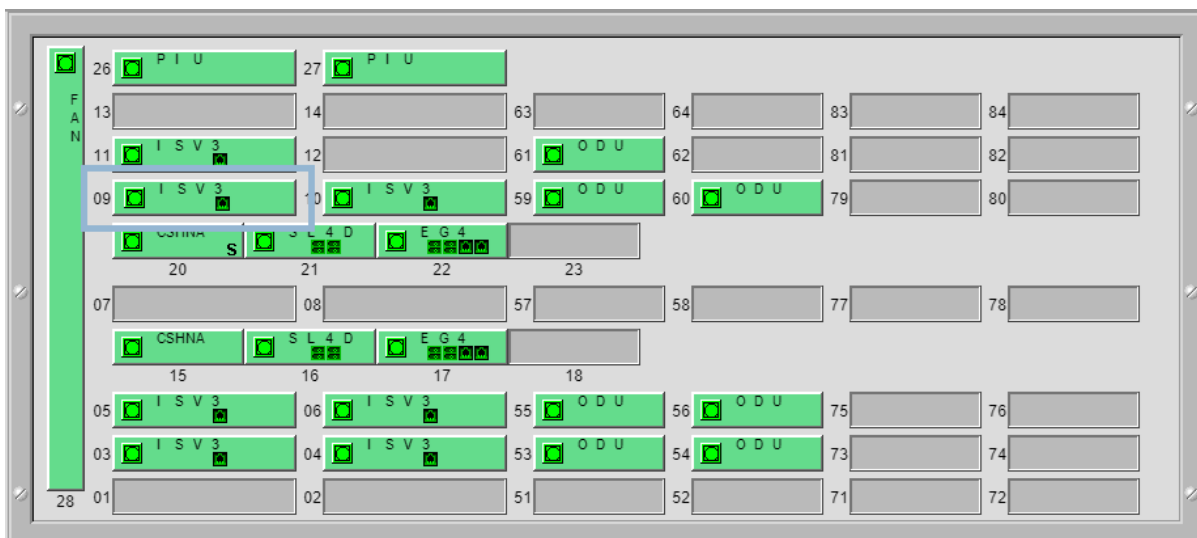 26 PIU 27 PIU
FAN
13 14 63 64 83 84
11 ISV3 12 61 ODU 62 81 82
09 ISV3 10 ISV3 59 ODU 60 ODU 79 80
CSHNA S SL4D EG4
20 21 22 23
07 08 57 58 77 78
CSHNA SL4D EG4
15 16 17 18
05 ISV3 06 ISV3 55 ODU 56 ODU 75 76
03 ISV3 04 ISV3 53 ODU 54 ODU 73 74
28 01 02 51 52 71 72